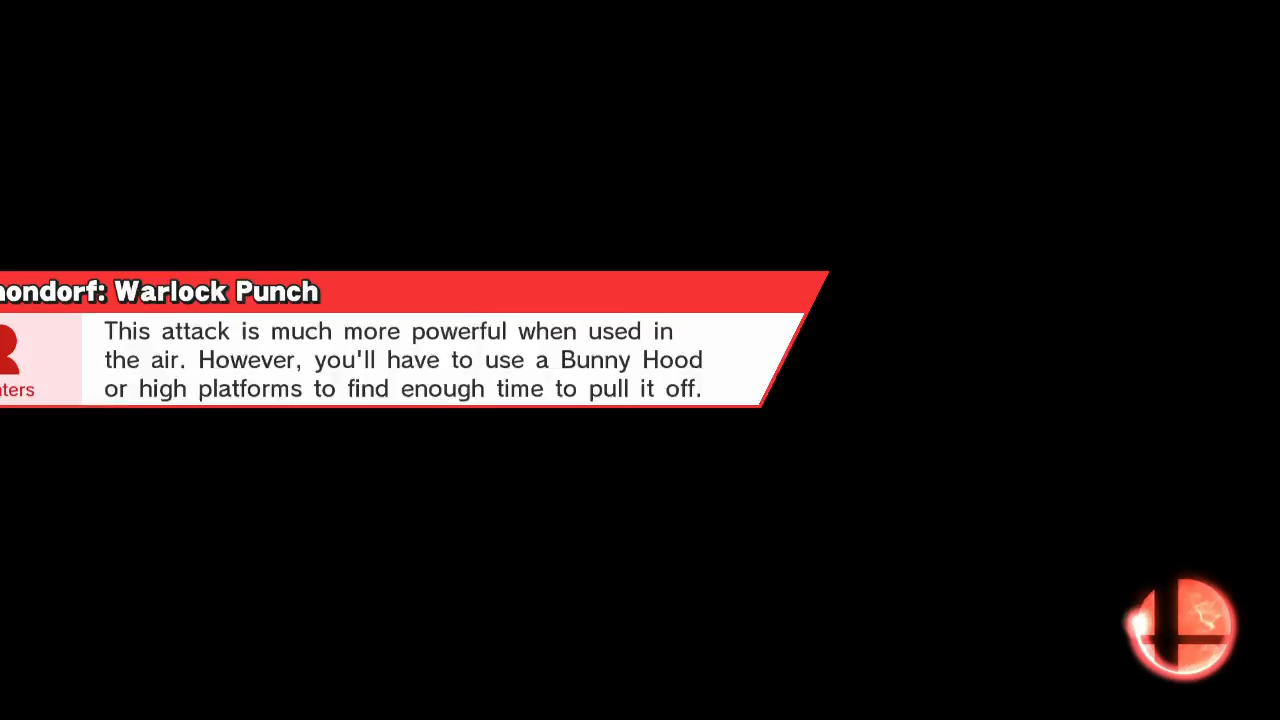 nondorf: Warlock Punch
This attack is much more powerful when used in
the air. However, you'll have to use a Bunny Hood
or high platforms to find enough time to pull it off.
nters